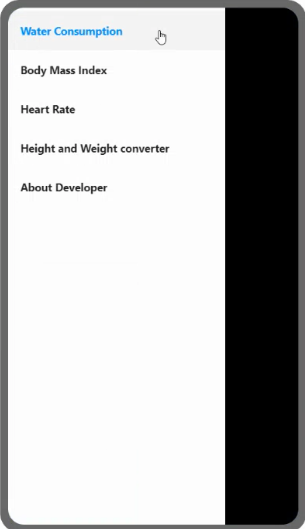 Water Consumption
Body Mass Index
Heart Rate
Height and Weight converter
About Developer